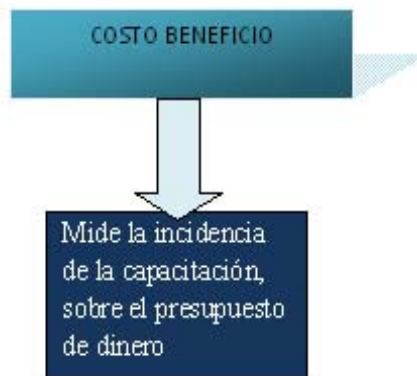 COSTO BENEFICIO
Mide la incidencia
de la capacitación,
sobre el presupuesto
de dinero